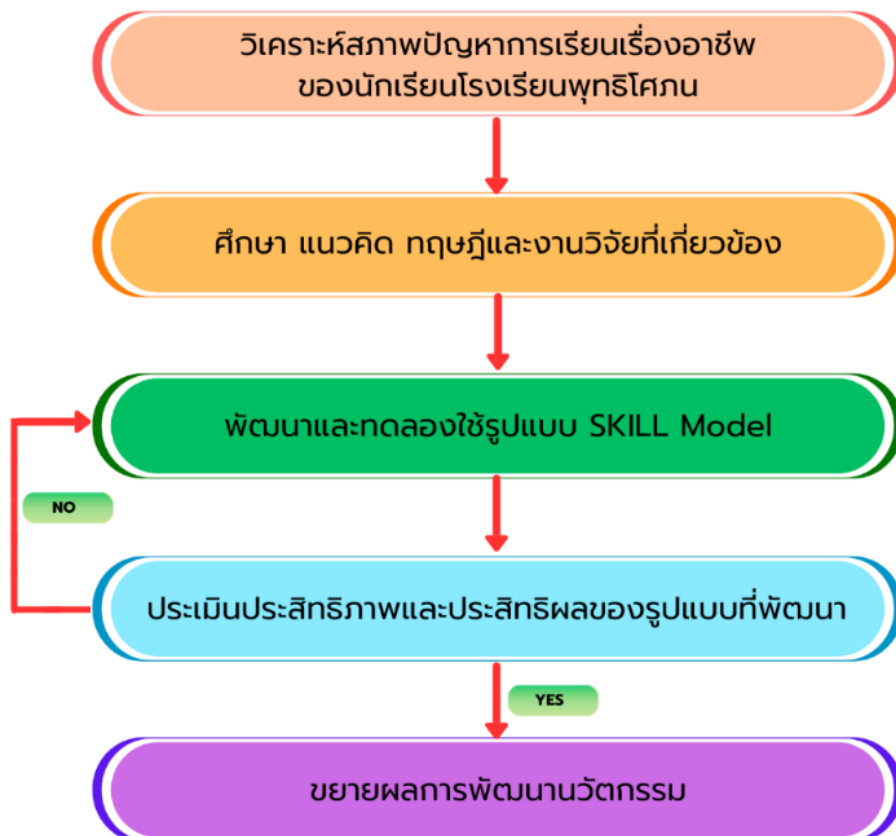 วิเคราะห์สภาพปัญหาการเรียนเรื่องอาชีพ
ของนักเรียนโรงเรียนพุทธิโศภน
ศึกษา แนวคิด ทฤษฎีและงานวิจัยที่เกี่ยวข้อง
พัฒนาและทดลองใช้รูปแบบ SKILL Model
NO
ประเมินประสิทธิภาพและประสิทธิผลของรูปแบบที่พัฒนา
YES
ขยายผลการพัฒนานวัตกรรม